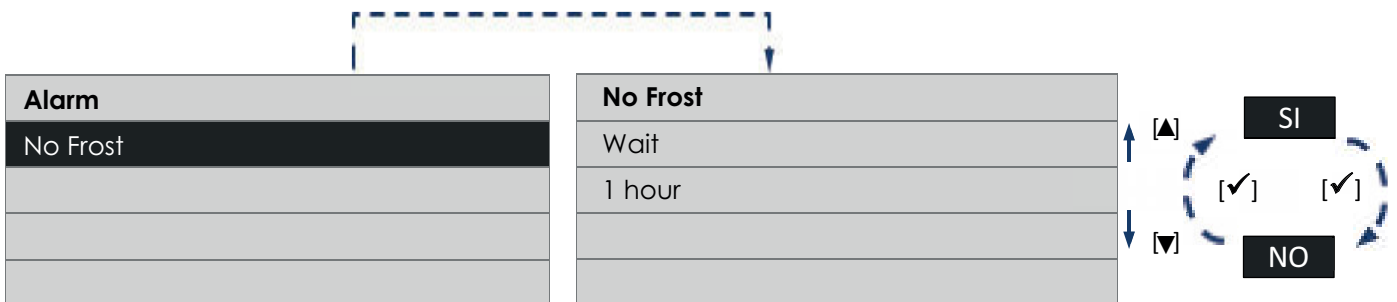 Alarm
No Frost
No Frost
Wait
1 hour
[▲]
[▼]
SI
[✓] [✓]
NO